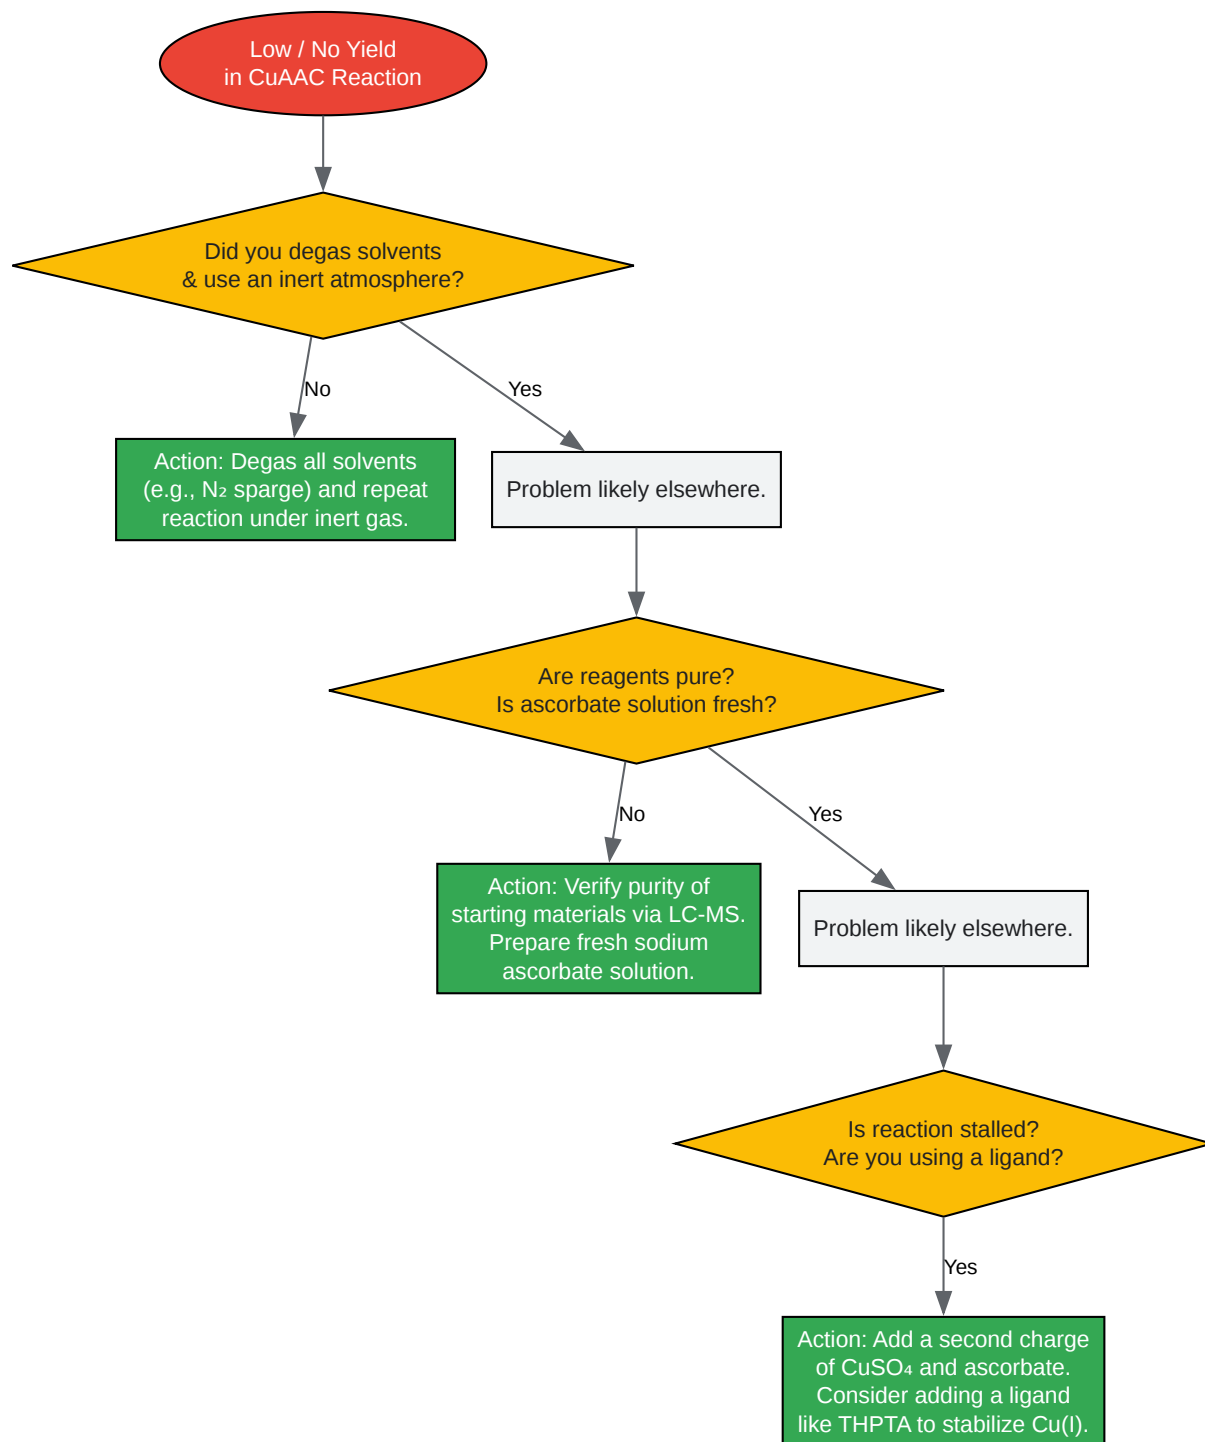 Low / No Yield
in CuAAC Reaction
Did you degas solvents
& use an inert atmosphere?
No
Yes
Action: Degas all solvents
(e.g., N₂ sparge) and repeat
reaction under inert gas.
Problem likely elsewhere.
Are reagents pure?
Is ascorbate solution fresh?
No
Yes
Action: Verify purity of
starting materials via LC-MS.
Prepare fresh sodium
ascorbate solution.
Problem likely elsewhere.
Is reaction stalled?
Are you using a ligand?
Yes
Action: Add a second charge
of CuSO₄ and ascorbate.
Consider adding a ligand
like THPTA to stabilize Cu(I).